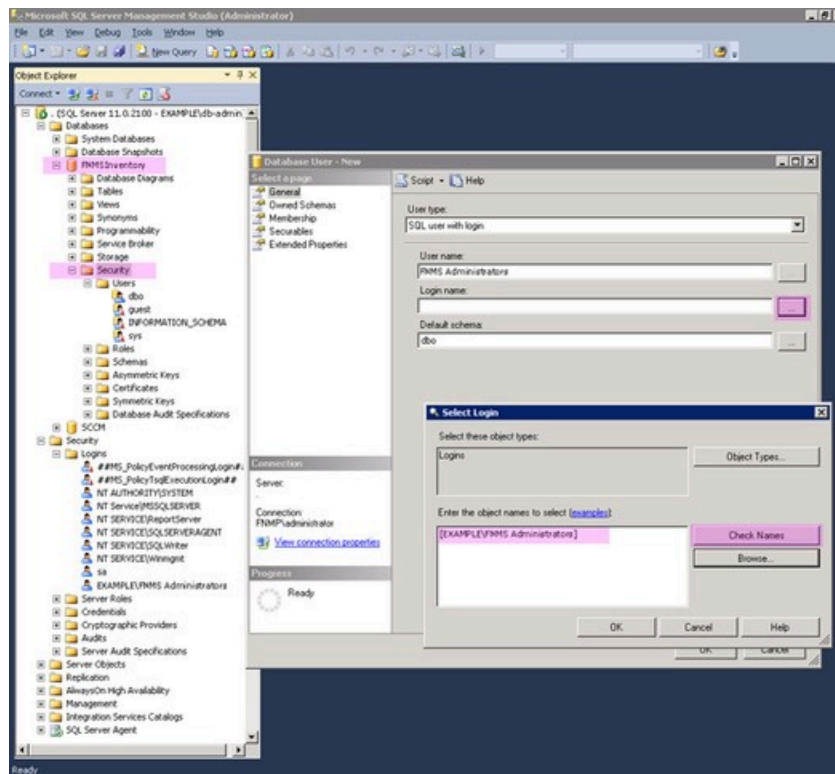 Microsoft SQL Server Management Studio (Administrator)
File Edit View Debug Tools Window Help
New Query
Object Explorer
Connect
. (SQL Server 11.0.2100 - EXAMPLE\db-admin
Databases
System Databases
Database Snapshots
FNMSInventory
Database Diagrams
Tables
Views
Synonyms
Programmability
Service Broker
Storage
Security
Users
dbo
guest
INFORMATION_SCHEMA
sys
Roles
Schemas
Asymmetric Keys
Certificates
Symmetric Keys
Database Audit Specifications
SCCM
Security
Logins
##MS_PolicyEventProcessingLogin#
##MS_PolicyTsqlExecutionLogin##
NT AUTHORITY\SYSTEM
NT Service\MSSQLSERVER
NT SERVICE\ReportServer
NT SERVICE\SQLSERVERAGENT
NT SERVICE\SQLWriter
NT SERVICE\Winmgmt
sa
EXAMPLE\FNMS Administrators
Server Roles
Credentials
Cryptographic Providers
Audits
Server Audit Specifications
Server Objects
Replication
AlwaysOn High Availability
Management
Integration Services Catalogs
SQL Server Agent
Ready
Database User - New
Select a page
General
Owned Schemas
Membership
Securables
Extended Properties
Script Help
User type:
SQL user with login
User name:
FNMS Administrators
...
Login name:
...
Default schema:
dbo
...
Connection
Server:
.
Connection:
FNMP\administrator
View connection properties
Progress
Ready
OK Cancel
Select Login
Select these object types:
Logins
Object Types...
Enter the object names to select (examples):
[EXAMPLE\FNMS Administrators]
Check Names
Browse...
OK Cancel Help